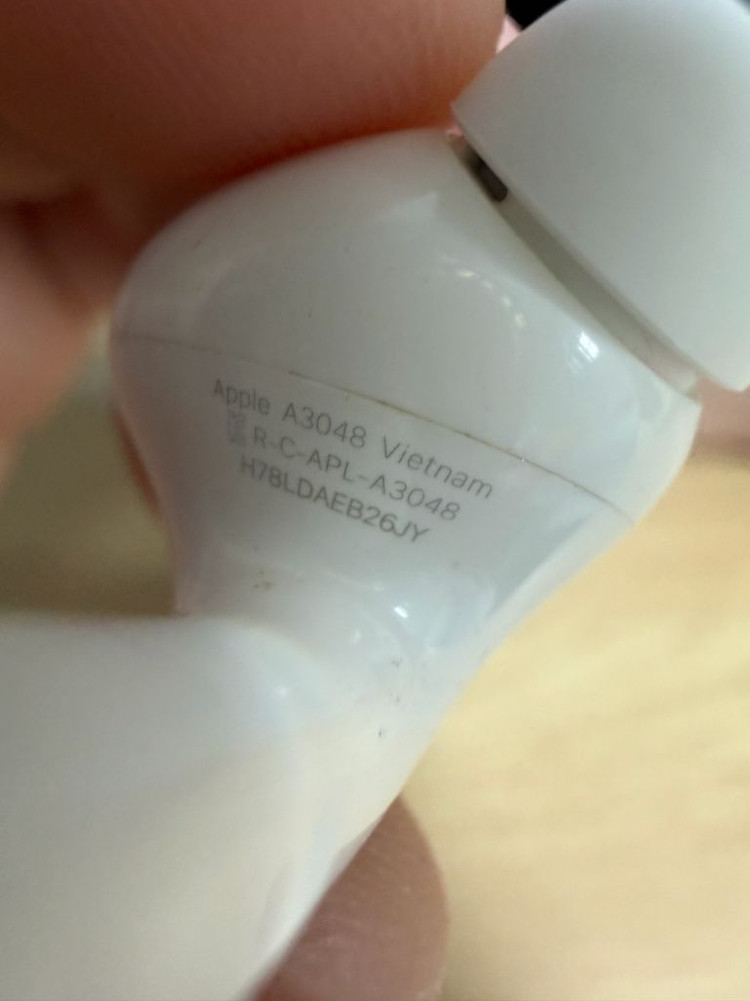 Apple A3048 Vietnam
R-C-APL-A3048
H78LDAEB26JY